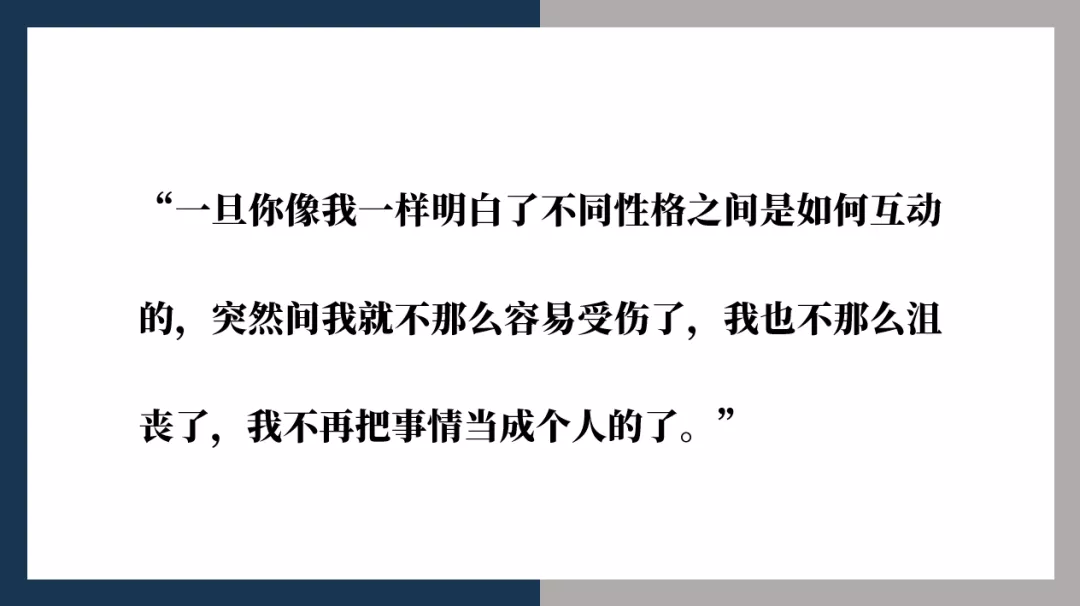 “一旦你像我一样明白了不同性格之间是如何互动
的，突然间我就不那么容易受伤了，我也不那么沮
丧了，我不再把事情当成个人的了。”